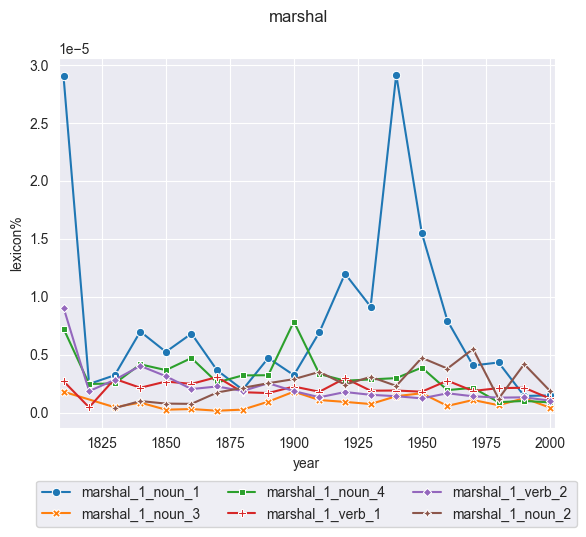 marshal
1e−5
3.0
2.5
2.0
1.5
1.0
0.5
0.0
lexicon%
1825 1850 1875 1900 1925 1950 1975 2000
year
marshal_1_noun_1 marshal_1_noun_4 marshal_1_verb_2
marshal_1_noun_3 marshal_1_verb_1 marshal_1_noun_2